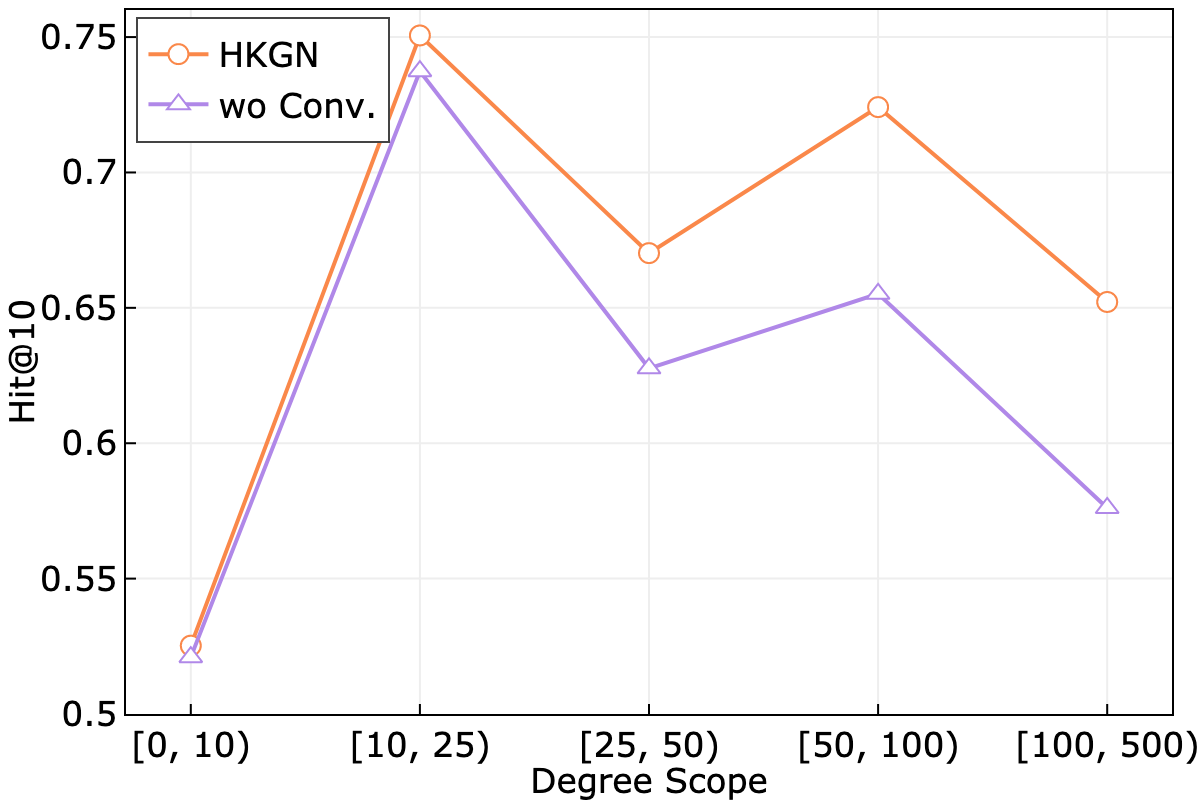 HKGN
wo Conv.
0.75
0.7
0.65
0.6
0.55
0.5
Hit@10
[0, 10)
[10, 25)
[25, 50)
[50, 100)
[100, 500)
Degree Scope